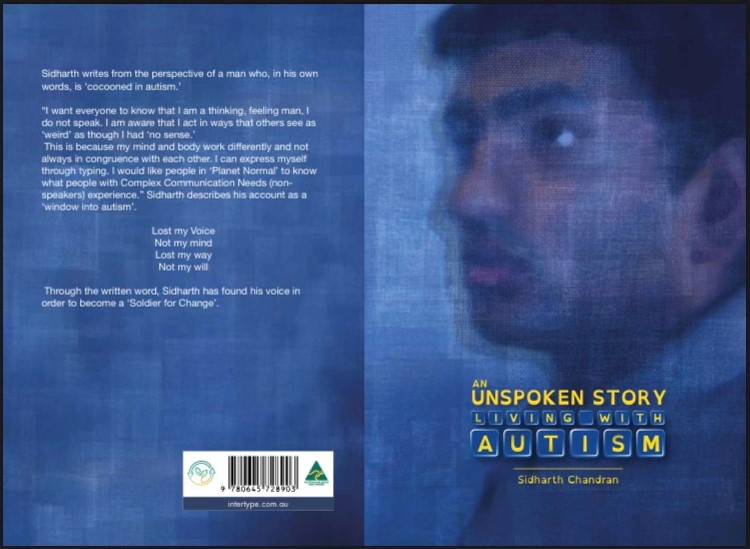 Sidharth writes from the perspective of a man who, in his own
words, is ‘cocooned in autism.’
“I want everyone to know that I am a thinking, feeling man, I
do not speak. I am aware that I act in ways that others see as
‘weird’ as though I had ‘no sense.’
This is because my mind and body work differently and not
always in congruence with each other. I can express myself
through typing. I would like people in ‘Planet Normal’ to know
what people with Complex Communication Needs (non-
speakers) experience.” Sidharth describes his account as a
‘window into autism’.
Lost my Voice
Not my mind
Lost my way
Not my will
Through the written word, Sidharth has found his voice in
order to become a ‘Soldier for Change’.
9 780645 728903
intertype.com.au
AN
UNSPOKEN STORY
LIVING WITH
AUTISM
Sidharth Chandran